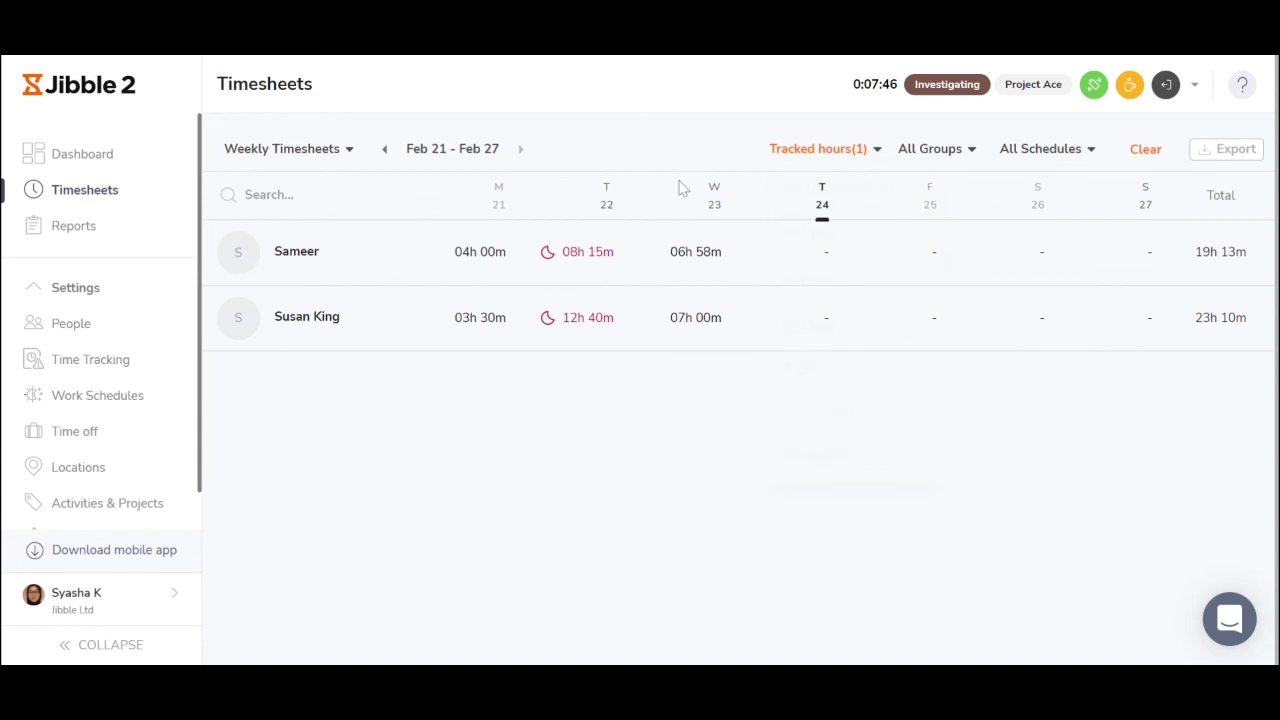 Jibble 2
Timesheets
0:07:46 Investigating Project Ace ?
Dashboard
Timesheets
Reports
Settings
People
Time Tracking
Work Schedules
Time off
Locations
Activities & Projects
Download mobile app
Syasha K
Jibble Ltd
COLLAPSE
Weekly Timesheets Feb 21 - Feb 27 Tracked hours(1) All Groups All Schedules Clear Export
Search... M T W T F S S Total
21 22 23 24 25 26 27
S Sameer 04h 00m 08h 15m 06h 58m - - - - 19h 13m
S Susan King 03h 30m 12h 40m 07h 00m - - - - 23h 10m